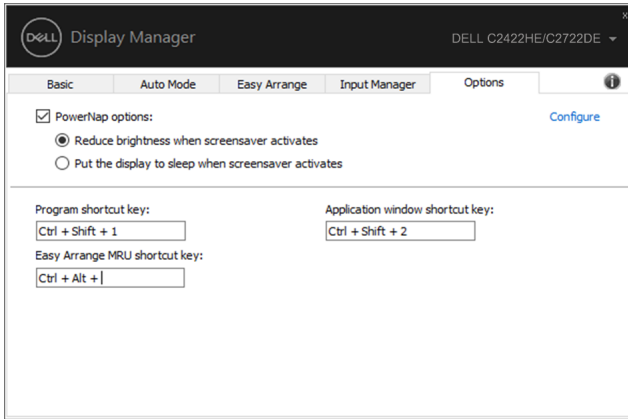 x
DELL Display Manager DELL C2422HE/C2722DE
Basic Auto Mode Easy Arrange Input Manager Options i
PowerNap options: Configure
Reduce brightness when screensaver activates
Put the display to sleep when screensaver activates
Program shortcut key: Application window shortcut key:
Ctrl + Shift + 1 Ctrl + Shift + 2
Easy Arrange MRU shortcut key:
Ctrl + Alt +